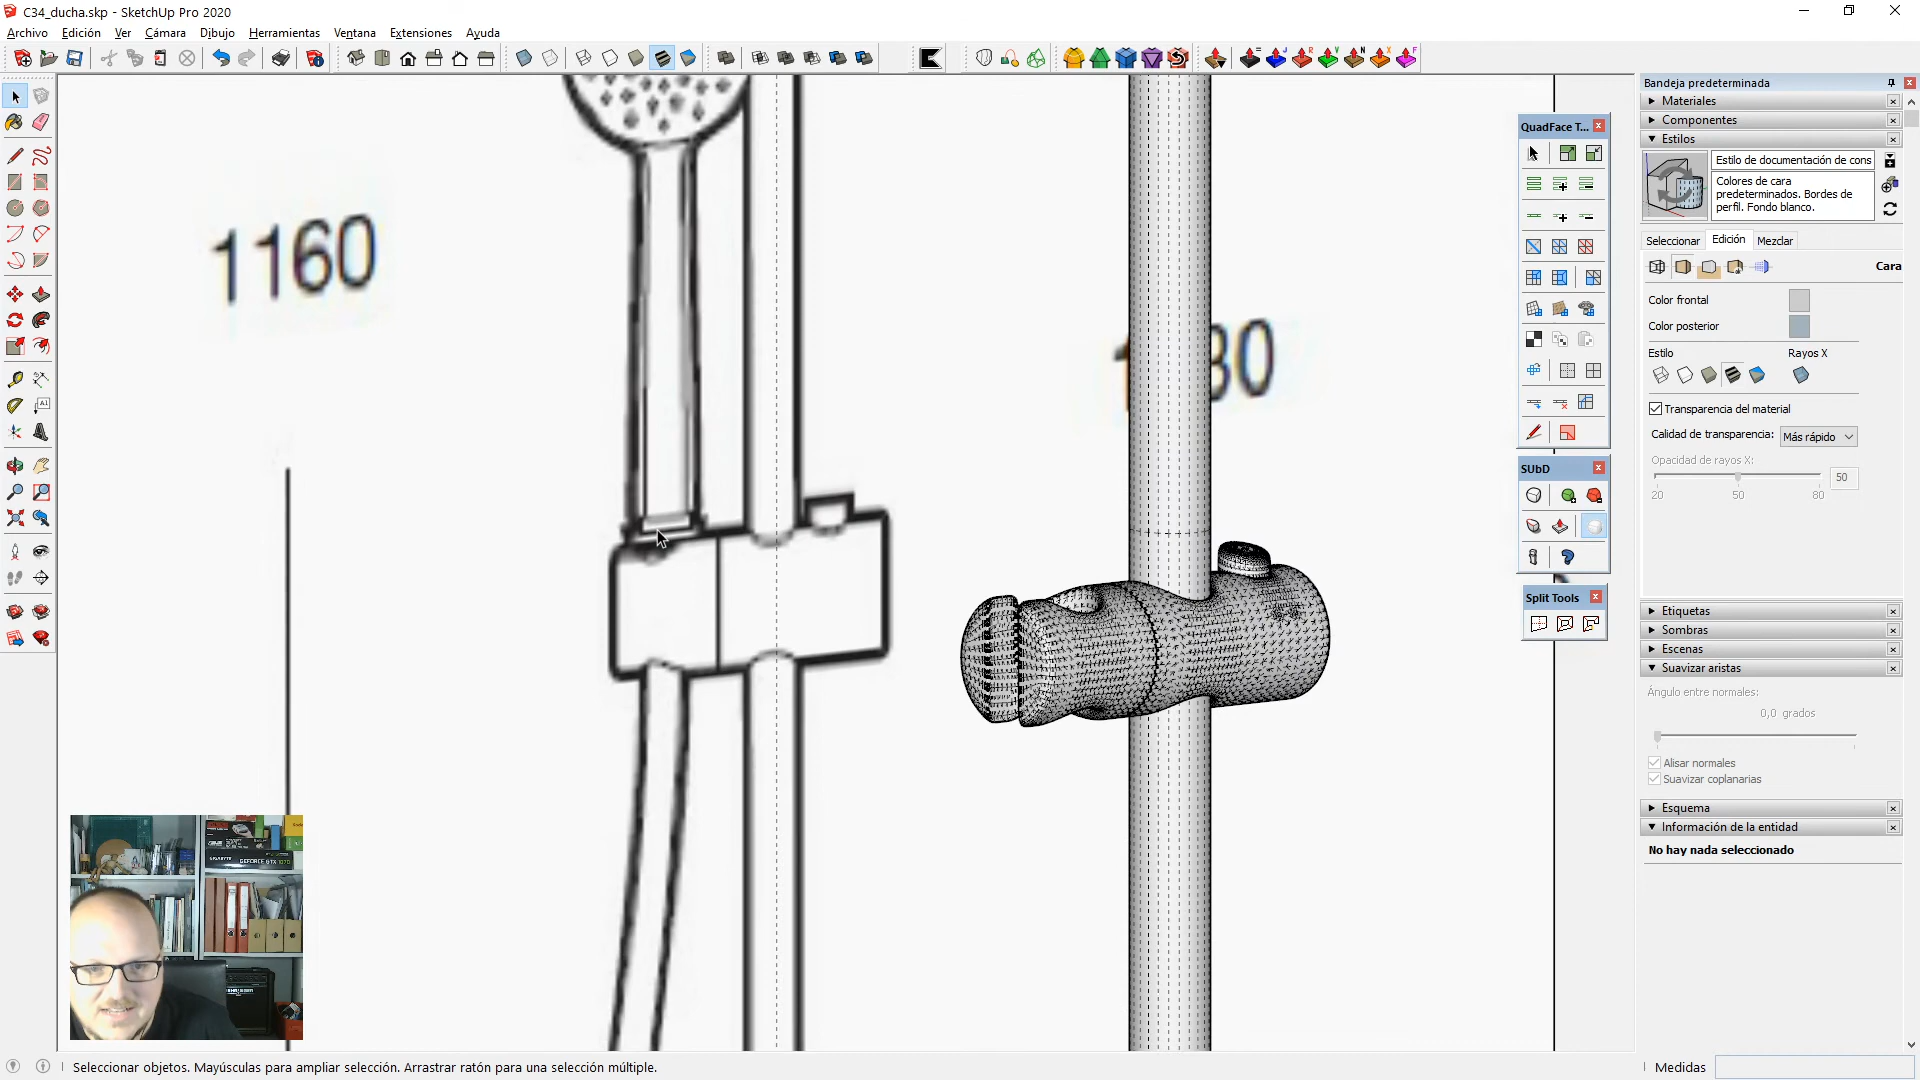 C34_ducha.skp - SketchUp Pro 2020
Archivo Edición Ver Cámara Dibujo Herramientas Ventana Extensiones Ayuda
Bandeja predeterminada
Materiales
Componentes
Estilos
Estilo de documentación de cons
Colores de cara
predeterminados. Bordes de
perfil. Fondo blanco.
Seleccionar Edición Mezclar
Cara
Color frontal
Color posterior
Estilo Rayos X
Transparencia del material
Calidad de transparencia: Más rápido
Opacidad de rayos X:
50
20 50 80
Etiquetas
Sombras
Escenas
Suavizar aristas
Ángulo entre normales:
0,0 grados
Alisar normales
Suavizar coplanarias
Esquema
Información de la entidad
No hay nada seleccionado
QuadFace T...
SUbD
Split Tools
1160
GEFORCE GTX 1070
Seleccionar objetos. Mayúsculas para ampliar selección. Arrastrar ratón para una selección múltiple.
Medidas